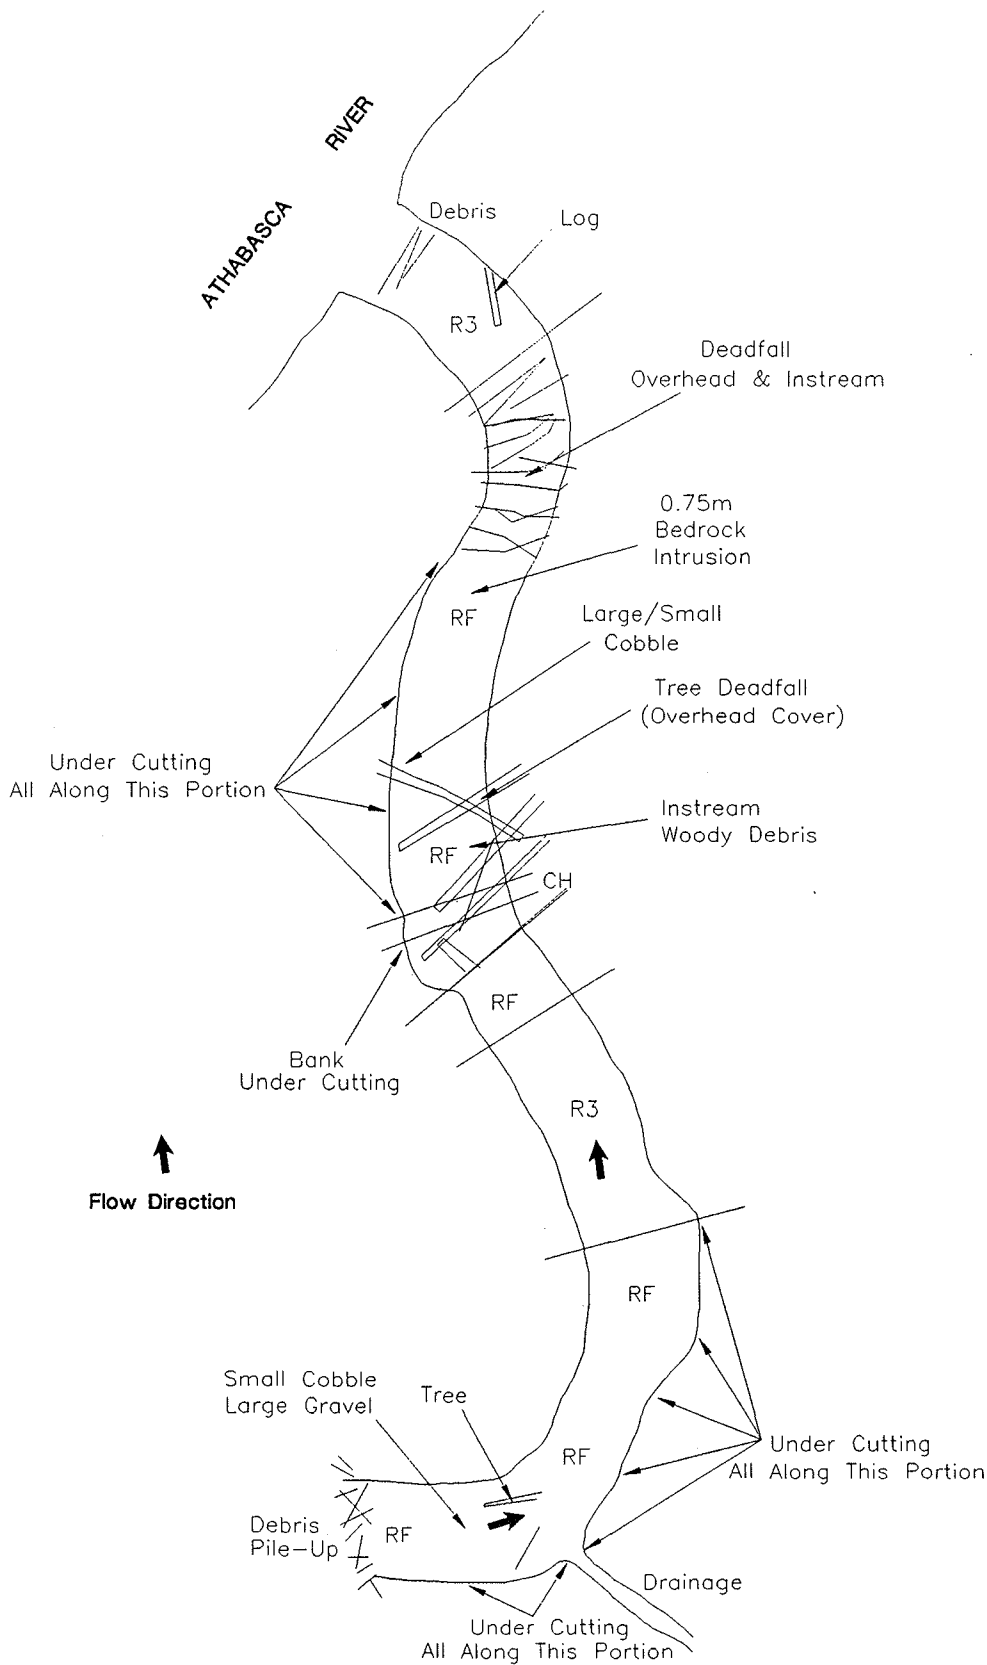 RIVER
ATHABASCA
Debris
Log
R3
Deadfall
Overhead & Instream
0.75m
Bedrock
Intrusion
RF
Large/Small
Cobble
Tree Deadfall
(Overhead Cover)
Under Cutting
All Along This Portion
Instream
Woody Debris
RF
CH
RF
Bank
Under Cutting
R3
Flow Direction
RF
Small Cobble
Large Gravel
Tree
RF
Under Cutting
All Along This Portion
Debris
Pile-Up
RF
Drainage
Under Cutting
All Along This Portion